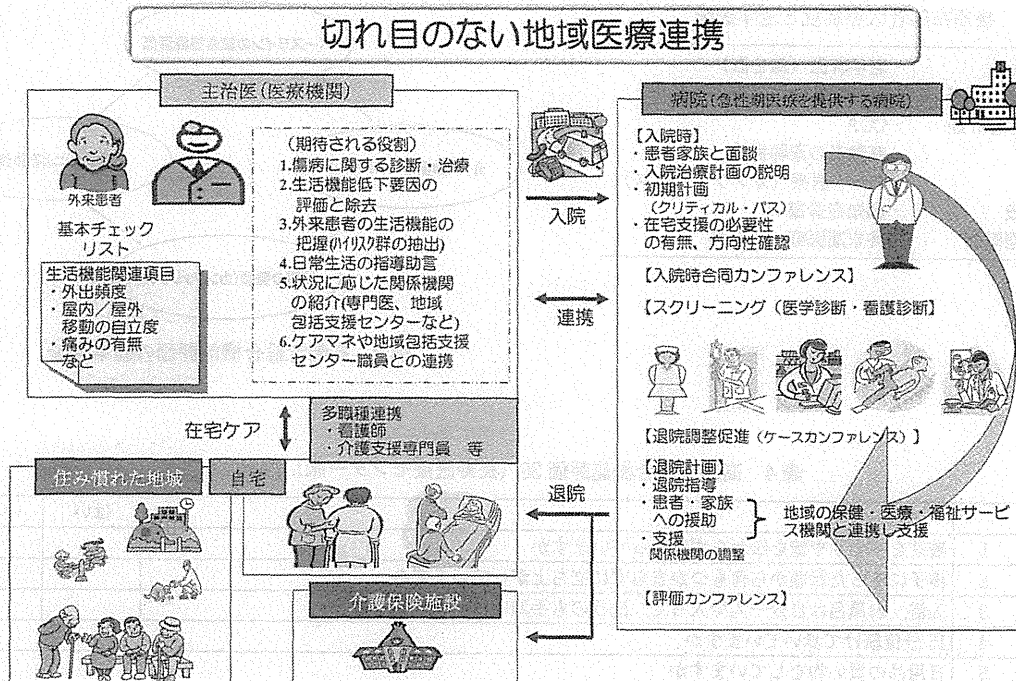 切れ目のない地域医療連携
主治医(医療機関)
外来患者
基本チェック
リスト
生活機能関連項目
・外出頻度
・屋内／屋外
移動の自立度
・痛みの有無
など
(期待される役割)
1.傷病に関する診断・治療
2.生活機能低下要因の
評価と除去
3.外来患者の生活機能の
把握(ハイリスク群の抽出)
4.日常生活の指導助言
5.状況に応じた関係機関
の紹介(専門医、地域
包括支援センターなど)
6.ケアマネや地域包括支援
センター職員との連携
入院
連携
病院(急性期医療を提供する病院)
【入院時】
・患者家族と面談
・入院治療計画の説明
・初期計画
(クリティカル・パス)
・在宅支援の必要性
の有無、方向性確認
【入院時合同カンファレンス】
【スクリーニング（医学診断・看護診断】
【退院調整促進（ケースカンファレンス）】
【退院計画】
・退院指導
・患者・家族
への援助
・支援
関係機関の調整
地域の保健・医療・福祉サービ
ス機関と連携し支援
【評価カンファレンス】
在宅ケア
多職種連携
・看護師
・介護支援専門員 等
住み慣れた地域
自宅
退院
介護保険施設